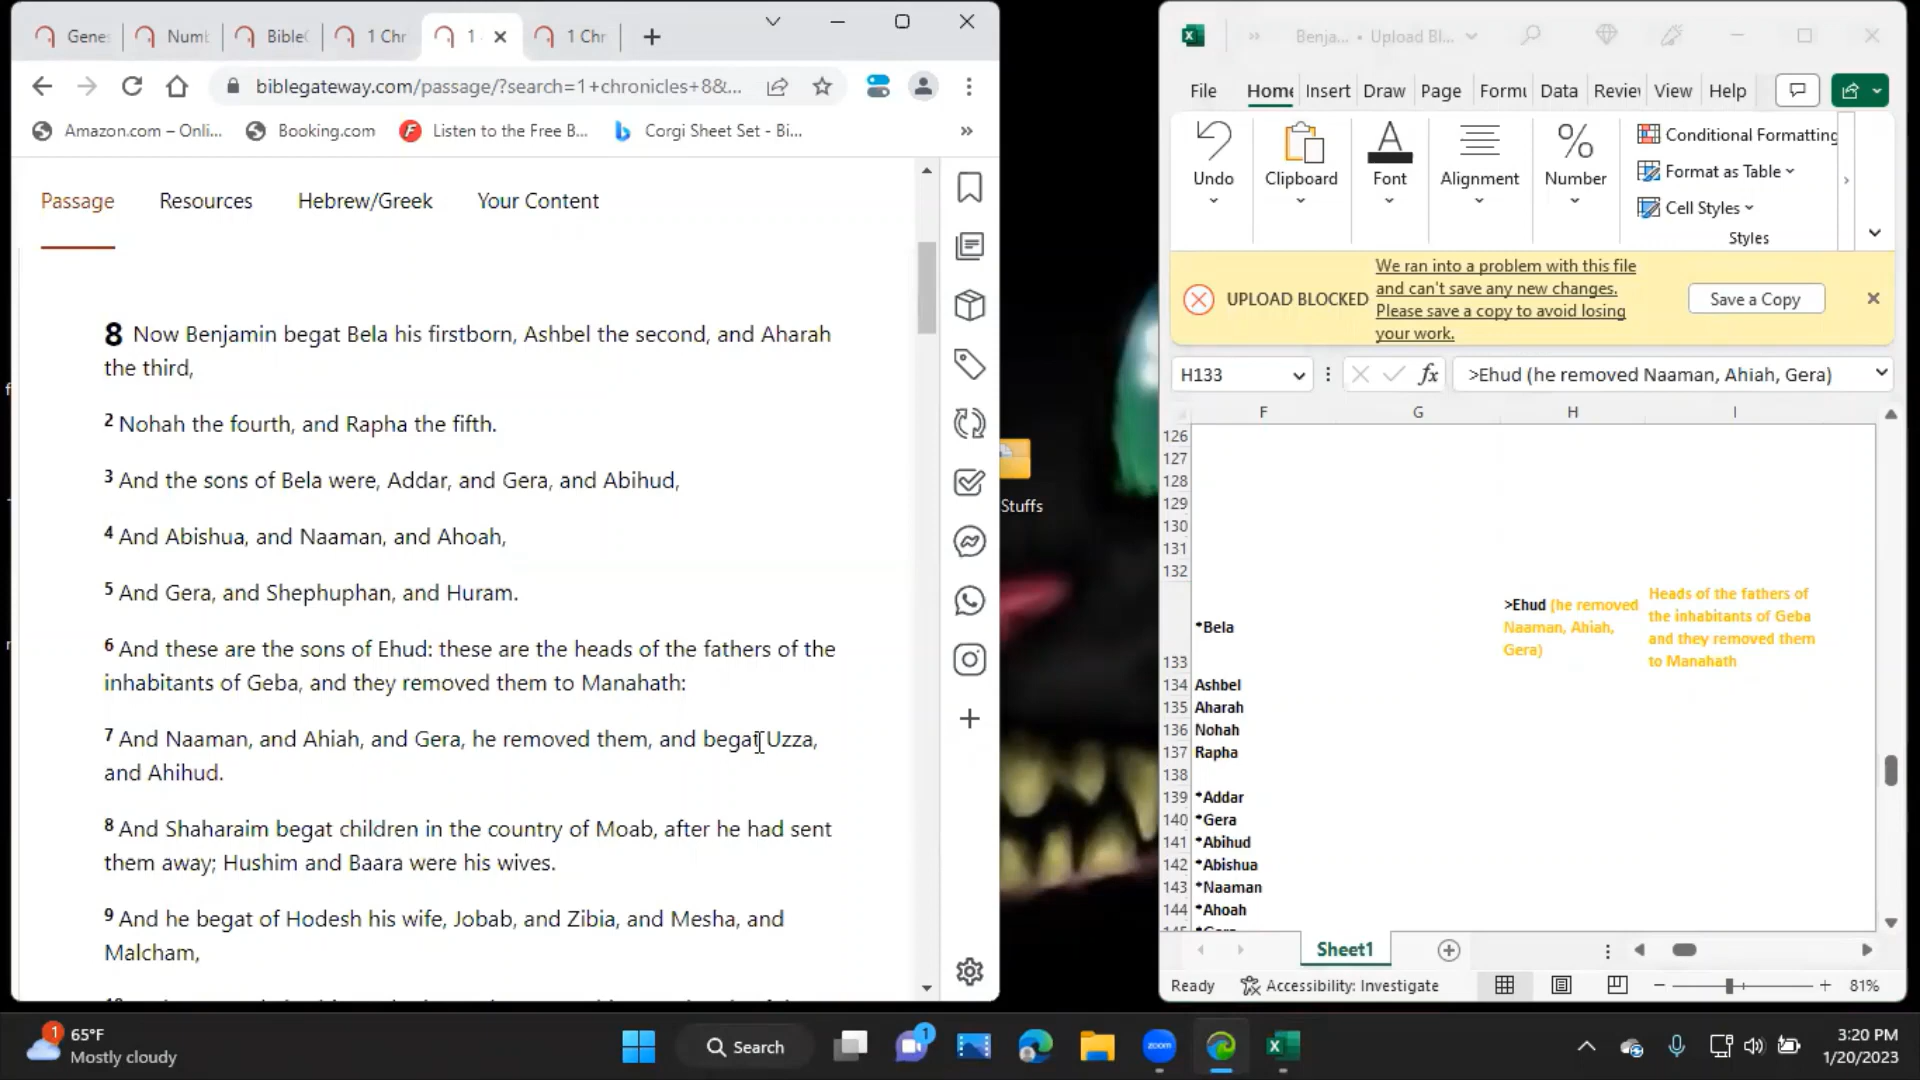 Gene
Num
Bible
1 Chr
1
1 Chr
biblegateway.com/passage/?search=1+chronicles+8&...
Amazon.com – Onli...
Booking.com
Listen to the Free B...
Corgi Sheet Set - Bi...
Passage
Resources
Hebrew/Greek
Your Content
8 Now Benjamin begat Bela his firstborn, Ashbel the second, and Aharah
the third,
2 Nohah the fourth, and Rapha the fifth.
3 And the sons of Bela were, Addar, and Gera, and Abihud,
4 And Abishua, and Naaman, and Ahoah,
5 And Gera, and Shephuphan, and Huram.
6 And these are the sons of Ehud: these are the heads of the fathers of the
inhabitants of Geba, and they removed them to Manahath:
7 And Naaman, and Ahiah, and Gera, he removed them, and begat Uzza,
and Ahihud.
8 And Shaharaim begat children in the country of Moab, after he had sent
them away; Hushim and Baara were his wives.
9 And he begat of Hodesh his wife, Jobab, and Zibia, and Mesha, and
Malcham,
Stuffs
Benja... • Upload Bl...
File
Home
Insert
Draw
Page
Formu
Data
Review
View
Help
Undo
Clipboard
Font
Alignment
Number
Conditional Formatting
Format as Table
Cell Styles
Styles
UPLOAD BLOCKED
We ran into a problem with this file
and can't save any new changes.
Please save a copy to avoid losing
your work.
Save a Copy
H133
fx
>Ehud (he removed Naaman, Ahiah, Gera)
F
G
H
I
126
127
128
129
130
131
132
133
*Bela
>Ehud (he removed
Naaman, Ahiah,
Gera)
Heads of the fathers of
the inhabitants of Geba
and they removed them
to Manahath
134 Ashbel
135 Aharah
136 Nohah
137 Rapha
138
139 *Addar
140 *Gera
141 *Abihud
142 *Abishua
143 *Naaman
144 *Ahoah
145 *Gera
Sheet1
Ready
Accessibility: Investigate
81%
1
65°F
Mostly cloudy
Search
1
zoom
3:20 PM
1/20/2023